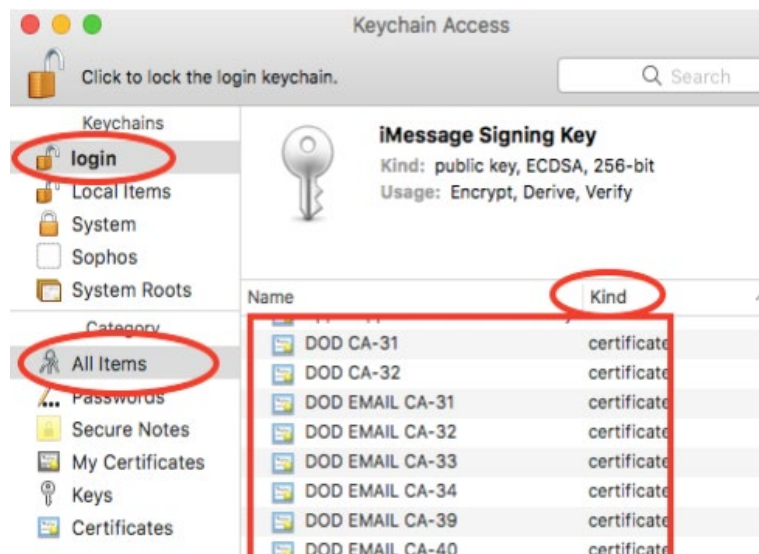 Keychain Access
Click to lock the login keychain.
Search
Keychains
login
Local Items
System
Sophos
System Roots
Category
All Items
Passwords
Secure Notes
My Certificates
Keys
Certificates
iMessage Signing Key
Kind: public key, ECDSA, 256-bit
Usage: Encrypt, Derive, Verify
Name Kind
DOD CA-31 certificate
DOD CA-32 certificate
DOD EMAIL CA-31 certificate
DOD EMAIL CA-32 certificate
DOD EMAIL CA-33 certificate
DOD EMAIL CA-34 certificate
DOD EMAIL CA-39 certificate
DOD EMAIL CA-40 certificate